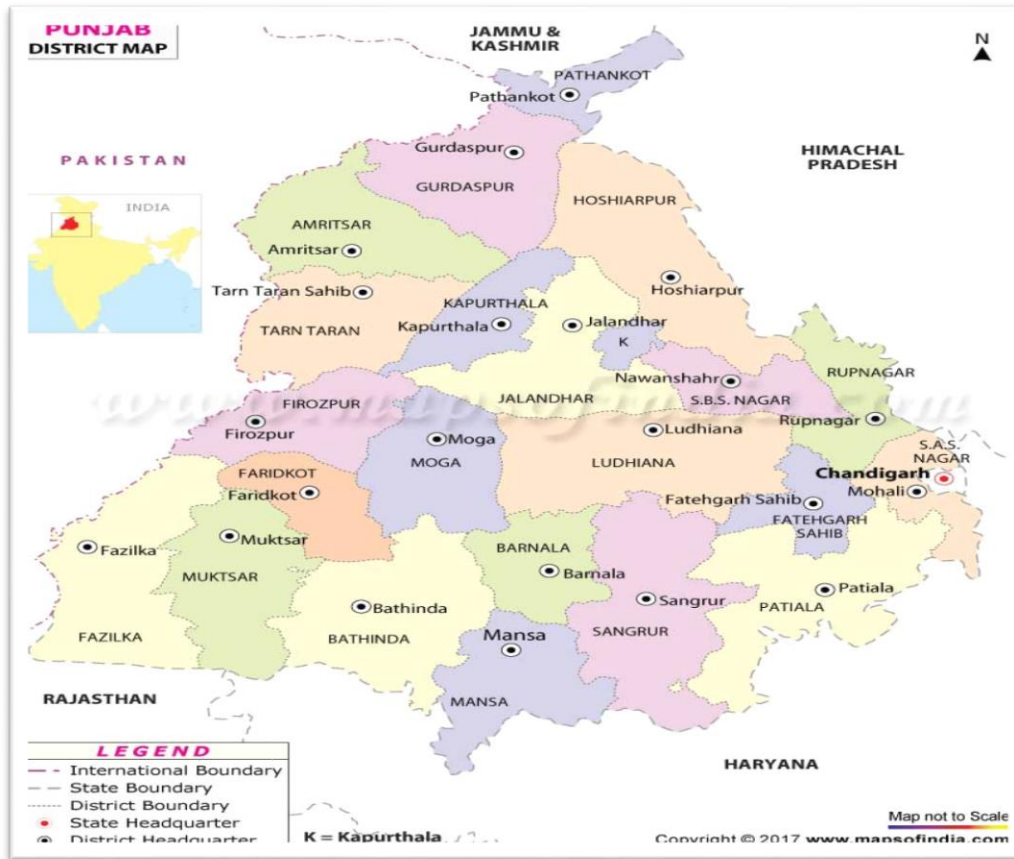 PUNJAB
DISTRICT MAP
JAMMU &
KASHMIR
N
PATHANKOT
Pathankot
PAKISTAN
Gurdaspur
GURDASPUR
HIMACHAL
PRADESH
INDIA
HOSHIARPUR
AMRITSAR
Amritsar
Hoshiarpur
Tarn Taran Sahib
TARN TARAN
KAPURTHALA
Kapurthala
Jalandhar
K
JALANDHAR
Nawanshahr
S.B.S. NAGAR
RUPNAGAR
Rupnagar
www.mapsofindia.com
FIROZPUR
Firozpur
Moga
MOGA
Ludhiana
LUDHIANA
S.A.S.
NAGAR
Chandigarh
Mohali
FARIDKOT
Faridkot
Fatehgarh Sahib
FATEHGARH
SAHIB
Fazilka
FAZILKA
Muktsar
MUKTSAR
BARNALA
Barnala
Bathinda
BATHINDA
Sangrur
SANGRUR
Patiala
PATIALA
Mansa
MANSA
RAJASTHAN
HARYANA
LEGEND
International Boundary
State Boundary
District Boundary
State Headquarter
District Headquarter
K = Kapurthala
Map not to Scale
Copyright © 2017 www.mapsofindia.com